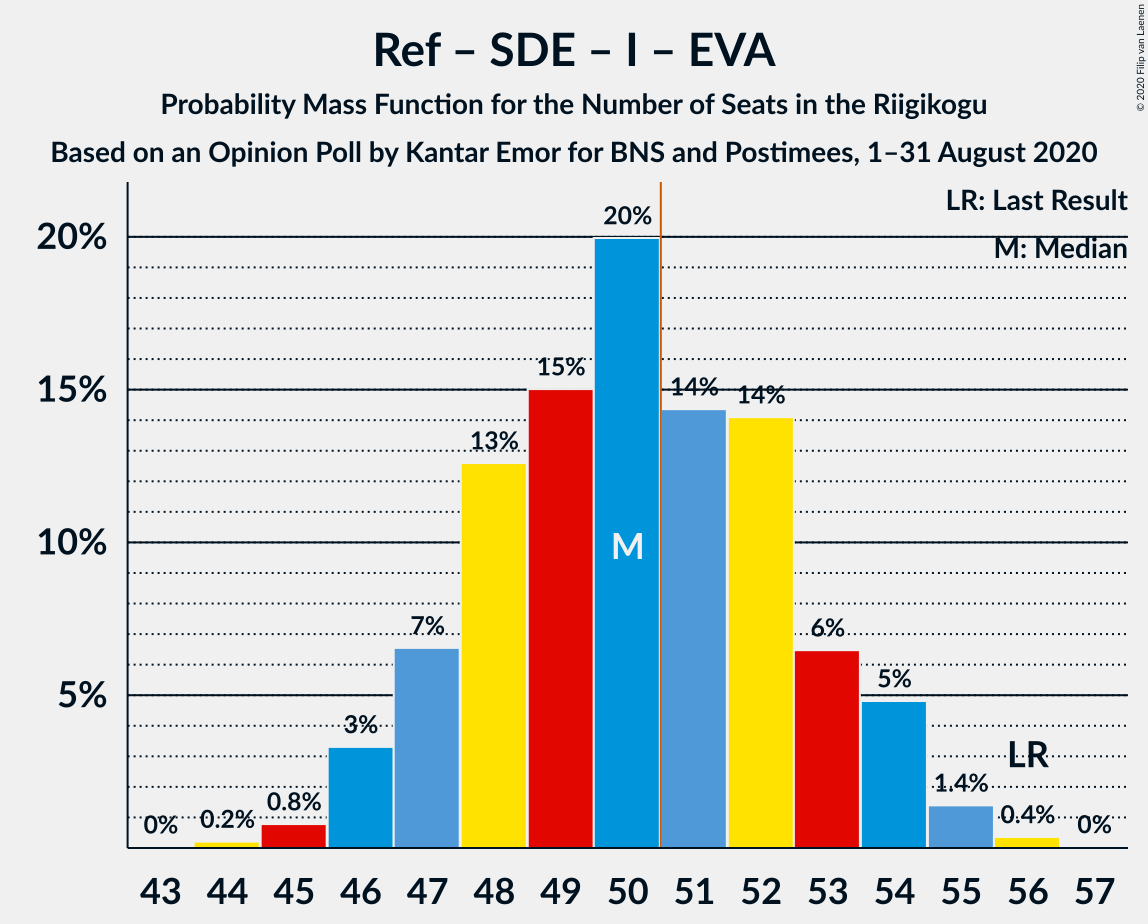 Ref – SDE – I – EVA
Probability Mass Function for the Number of Seats in the Riigikogu
Based on an Opinion Poll by Kantar Emor for BNS and Postimees, 1–31 August 2020
© 2020 Filip van Laenen
LR: Last Result
M: Median
20%
15%
10%
5%
0%
0.2%
0.8%
3%
7%
13%
15%
20%
14%
14%
6%
5%
1.4%
0.4%
0%
M
LR
43 44 45 46 47 48 49 50 51 52 53 54 55 56 57